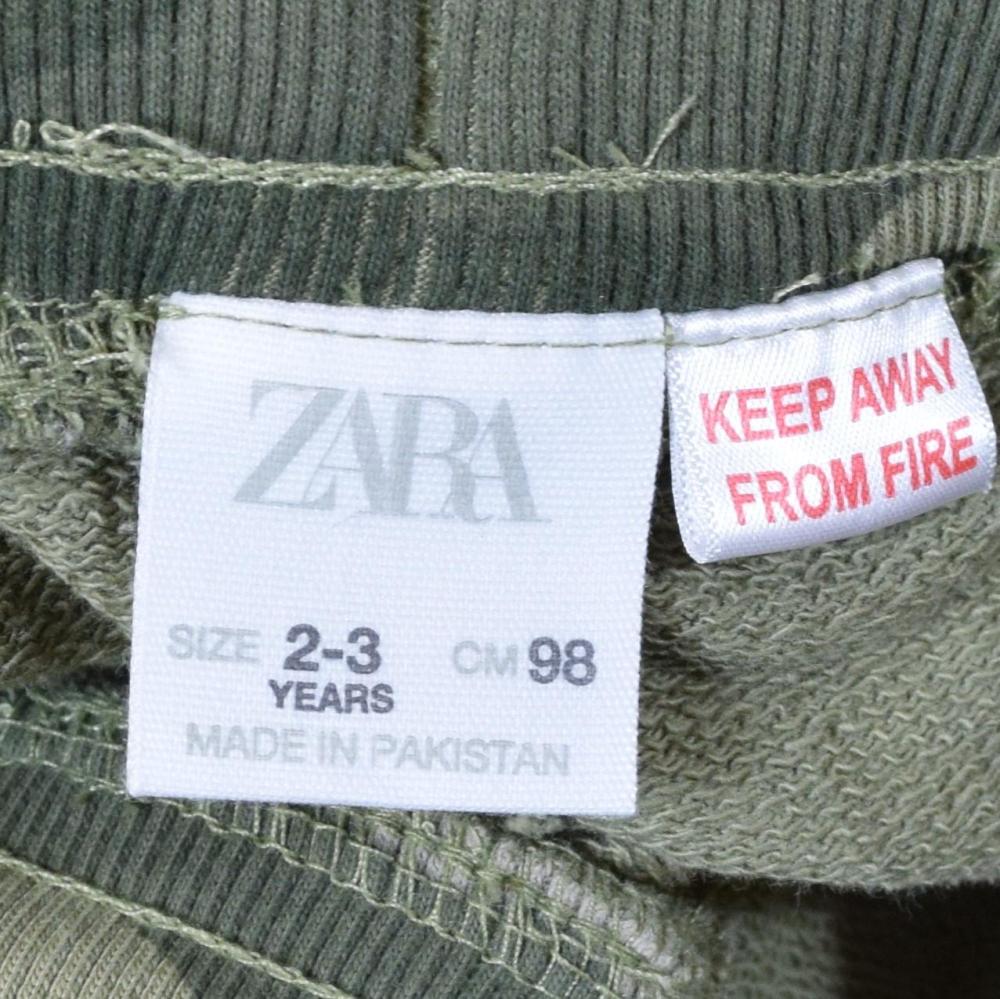 ZARA
SIZE 2-3 CM 98
YEARS
MADE IN PAKISTAN
KEEP AWAY
FROM FIRE